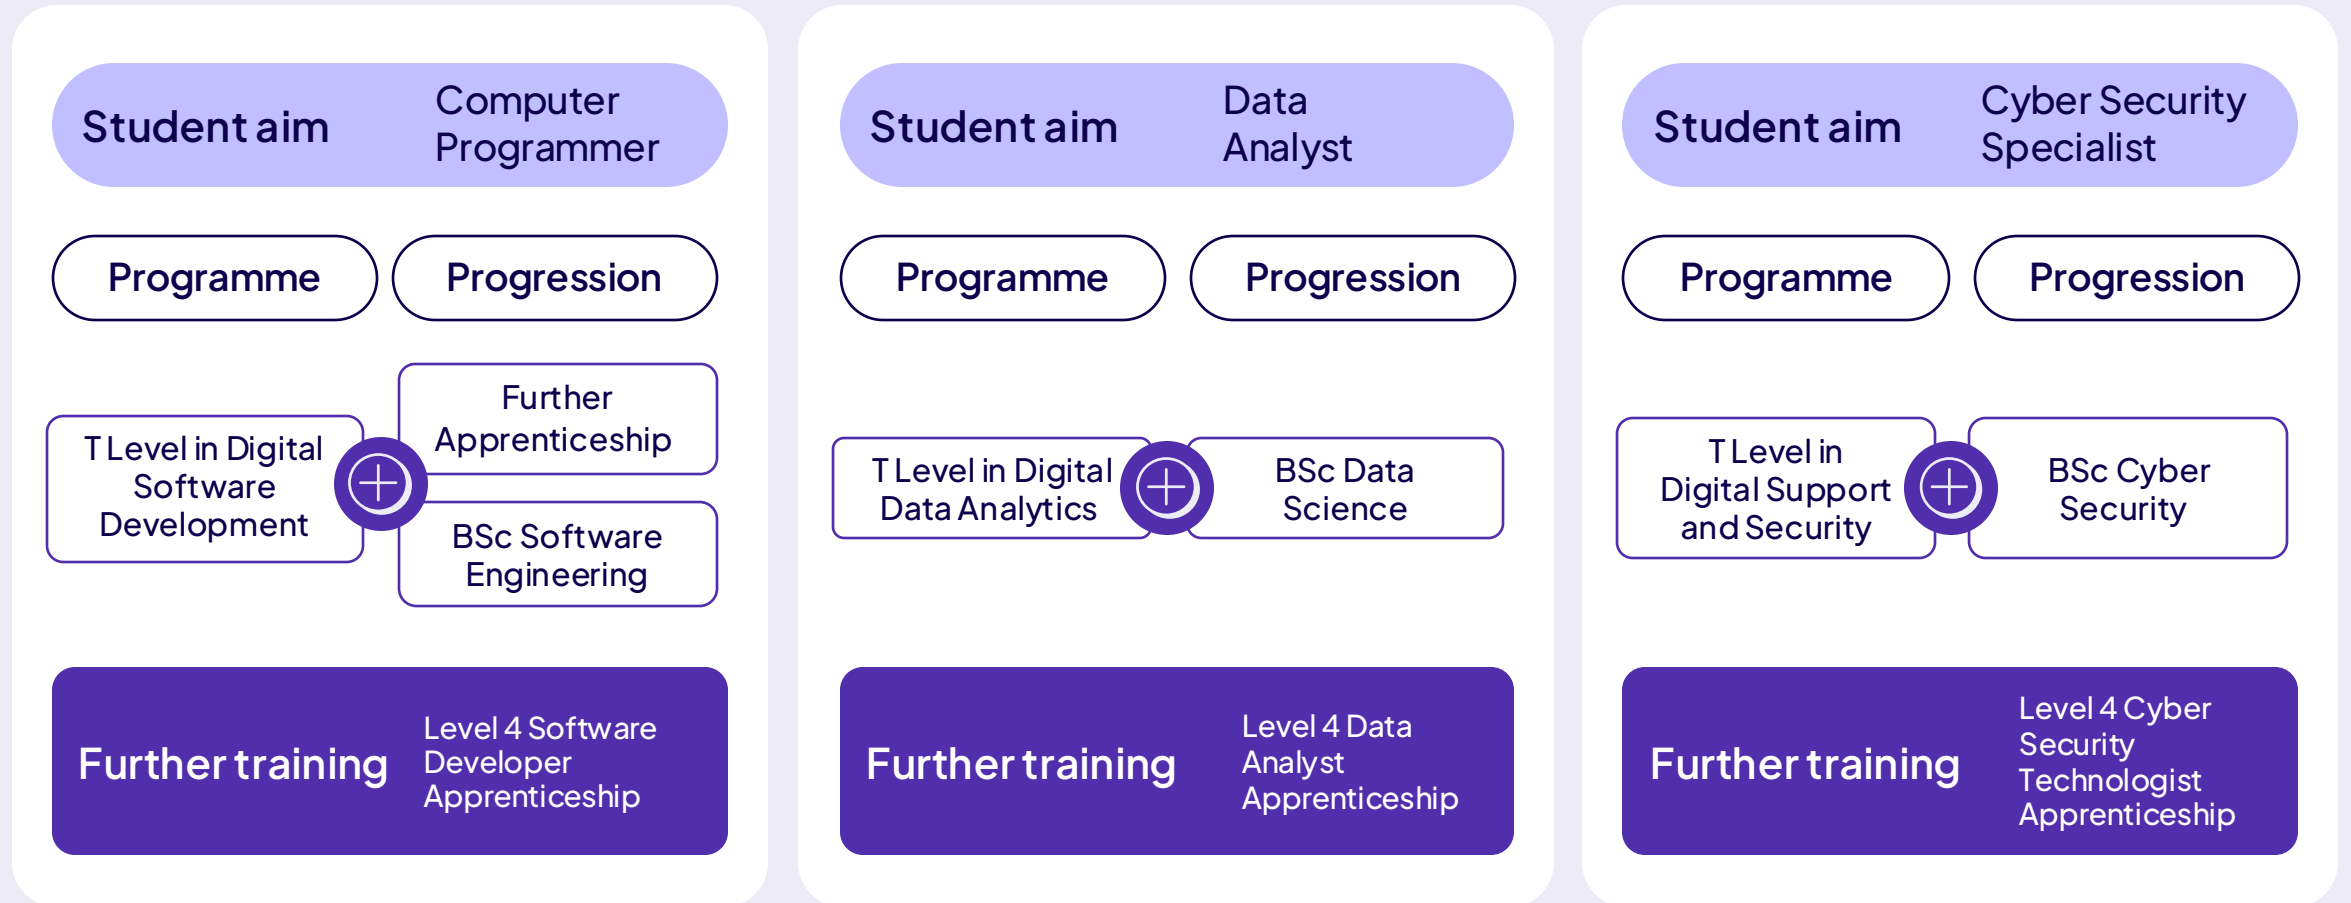 Student aim
Computer
Programmer
Programme
Progression
T Level in Digital
Software
Development
Further
Apprenticeship
BSc Software
Engineering
Further training
Level 4 Software
Developer
Apprenticeship
Student aim
Data
Analyst
Programme
Progression
T Level in Digital
Data Analytics
BSc Data
Science
Further training
Level 4 Data
Analyst
Apprenticeship
Student aim
Cyber Security
Specialist
Programme
Progression
T Level in
Digital Support
and Security
BSc Cyber
Security
Further training
Level 4 Cyber
Security
Technologist
Apprenticeship